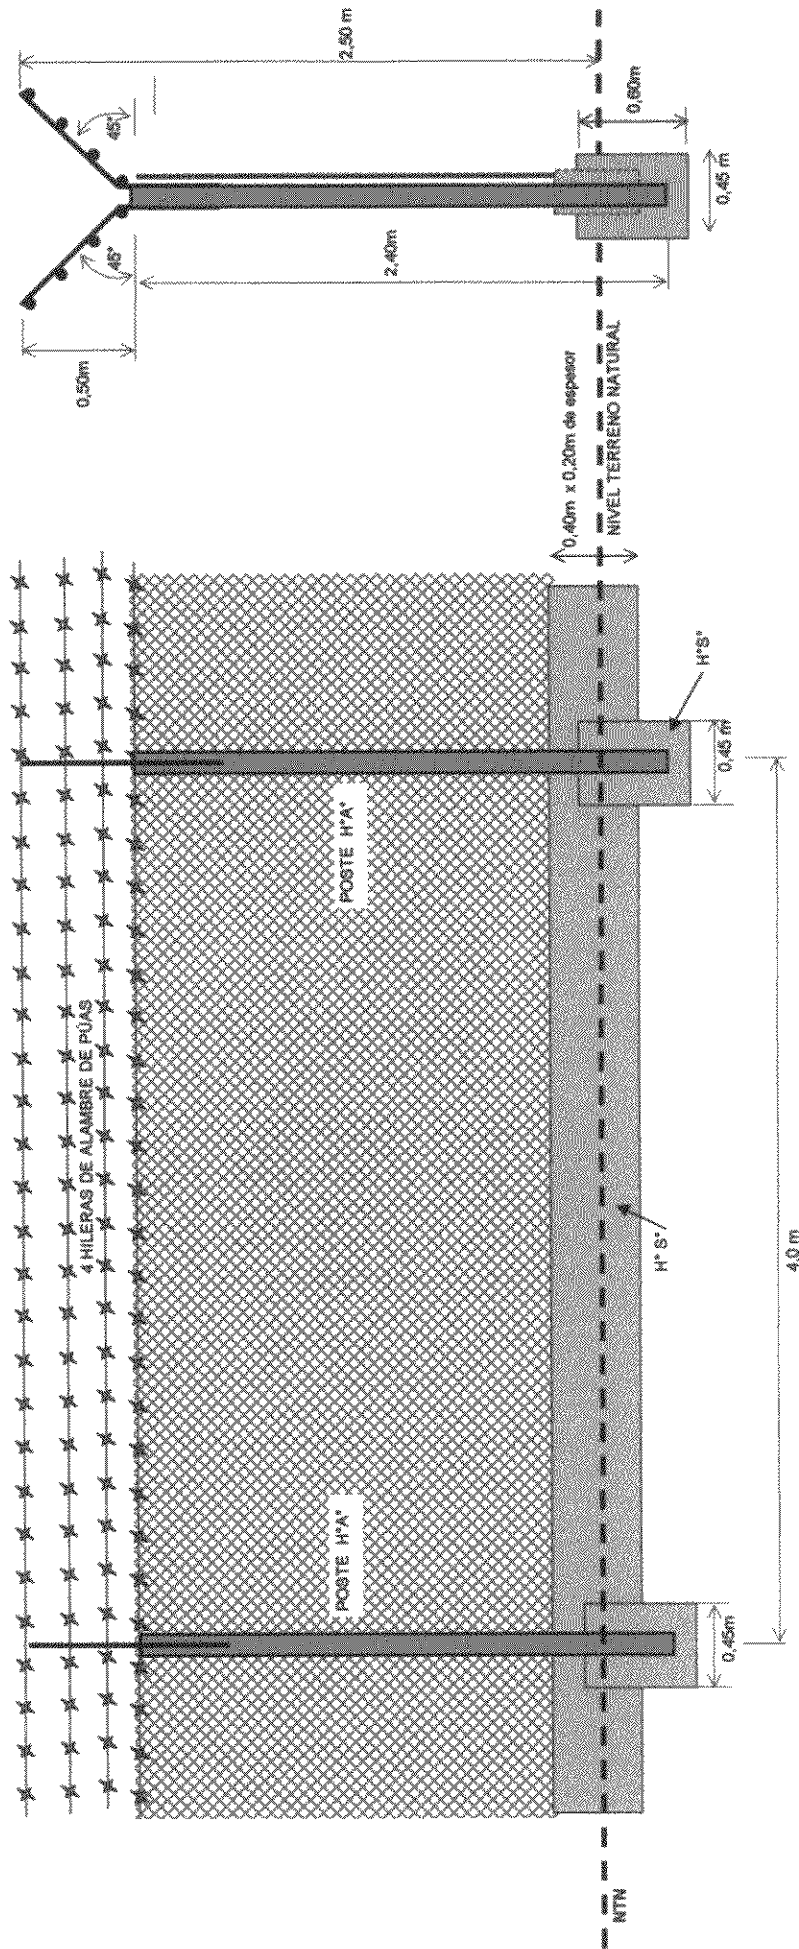 4 HILERAS DE ALAMBRE DE PÚAS
POSTE H°A°
POSTE H°A°
0,40m x 0,20m de espesor
NIVEL TERRENO NATURAL
NTN
H° S°
H°S°
0,45m
0,45 m
4,0 m
0,50m
45°
45°
2,40m
2,50 m
0,60m
0,45 m